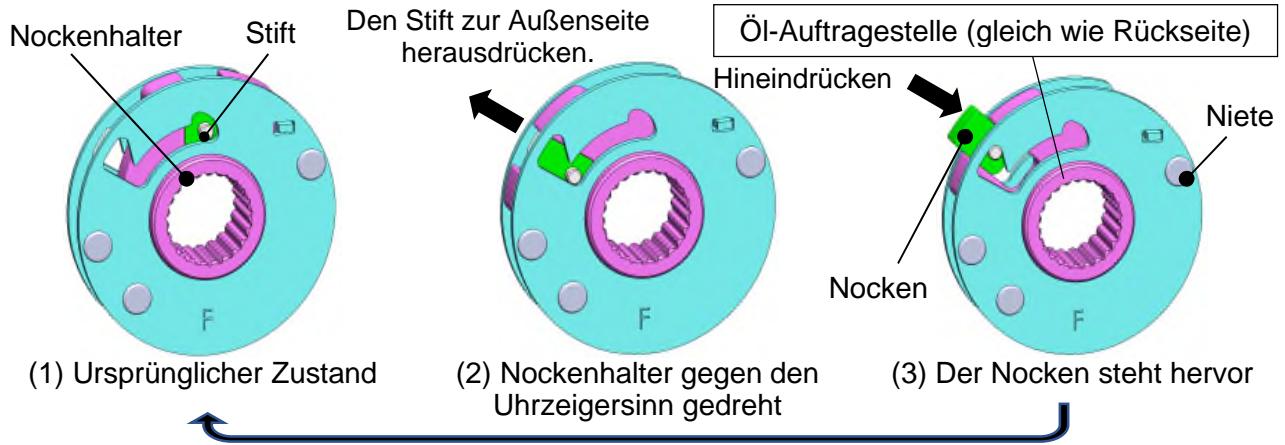 Nockenhalter
Stift
Den Stift zur Außenseite
herausdrücken.
Öl-Auftragestelle (gleich wie Rückseite)
Hineindrücken
Niete
Nocken
F
F
F
(1) Ursprünglicher Zustand
(2) Nockenhalter gegen den
Uhrzeigersinn gedreht
(3) Der Nocken steht hervor